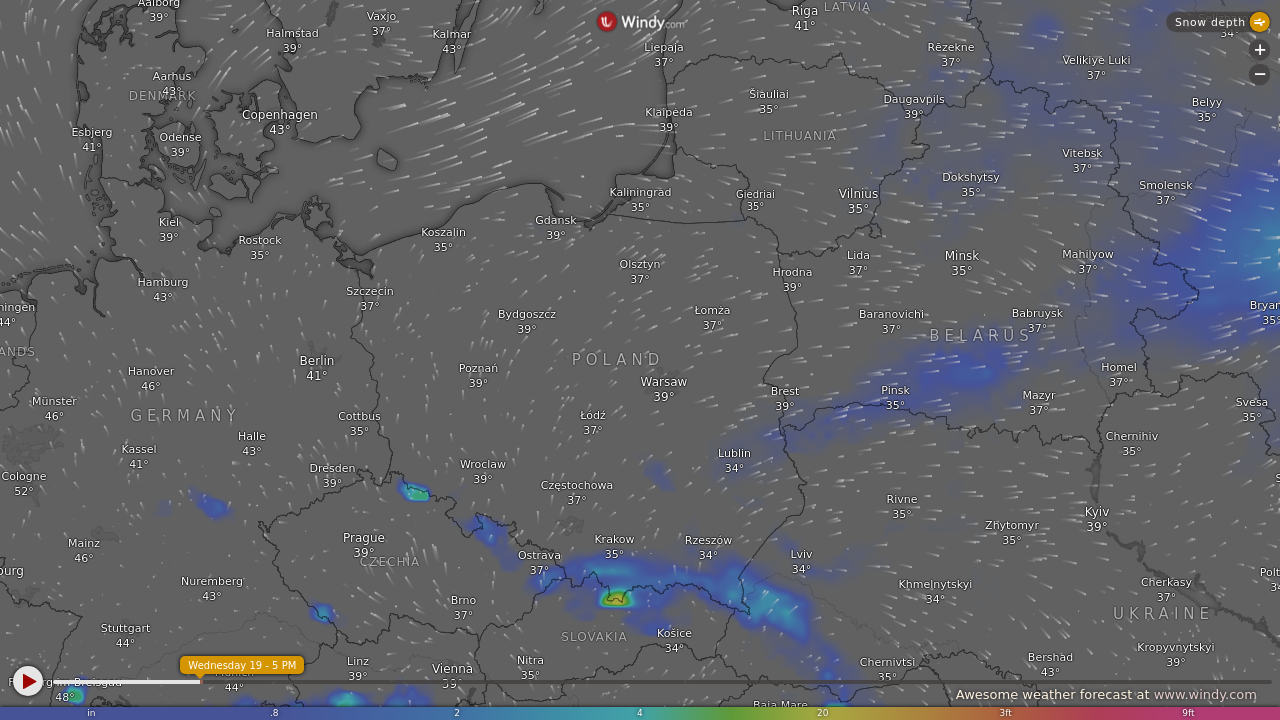 Aalborg
39°
Vaxjo
37°
Windy.com
Riga
41°
LATVIA
Snow depth
34°
Halmstad
39°
Kalmar
43°
Liepaja
37°
Rēzekne
37°
Velikiye Luki
37°
+
−
Aarhus
43°
DENMARK
Copenhagen
43°
Klaipėda
39°
Šiauliai
35°
Daugavpils
39°
Belyy
35°
Esbjerg
41°
Odense
39°
LITHUANIA
Vitebsk
37°
Kaliningrad
35°
Giedriai
35°
Vilnius
35°
Dokshytsy
35°
Smolensk
37°
Kiel
39°
Rostock
35°
Koszalin
35°
Gdansk
39°
Hamburg
43°
Szczecin
37°
Olsztyn
37°
Hrodna
39°
Lida
37°
Minsk
35°
Mahilyow
37°
ningen
44°
Bydgoszcz
39°
Łomża
37°
Baranovichi
37°
Babruysk
37°
BELARUS
Bryan
35°
ANDS
Hanover
46°
Berlin
41°
Poznań
39°
POLAND
Warsaw
39°
Brest
39°
Pinsk
35°
Homel
37°
Münster
46°
GERMANY
Cottbus
35°
Łódź
37°
Mazyr
37°
Svesa
35°
Kassel
41°
Halle
43°
Chernihiv
35°
Cologne
52°
Dresden
39°
Wroclaw
39°
Częstochowa
37°
Lublin
34°
Rivne
35°
Zhytomyr
35°
Kyiv
39°
Mainz
46°
Prague
39°
CZECHIA
Ostrava
37°
Krakow
35°
Rzeszow
34°
Lviv
34°
burg
Nuremberg
43°
Brno
37°
Khmelnytskyi
34°
Cherkasy
37°
Polt
34
UKRAINE
Stuttgart
44°
SLOVAKIA
Košice
34°
Kropyvnytskyi
39°
Wednesday 19 - 5 PM
Linz
39°
Vienna
39°
Nitra
35°
Chernivtsi
35°
Bershad
43°
48°
44°
Awesome weather forecast at www.windy.com
Baia Mare
in .8 2 4 20 3ft 9ft